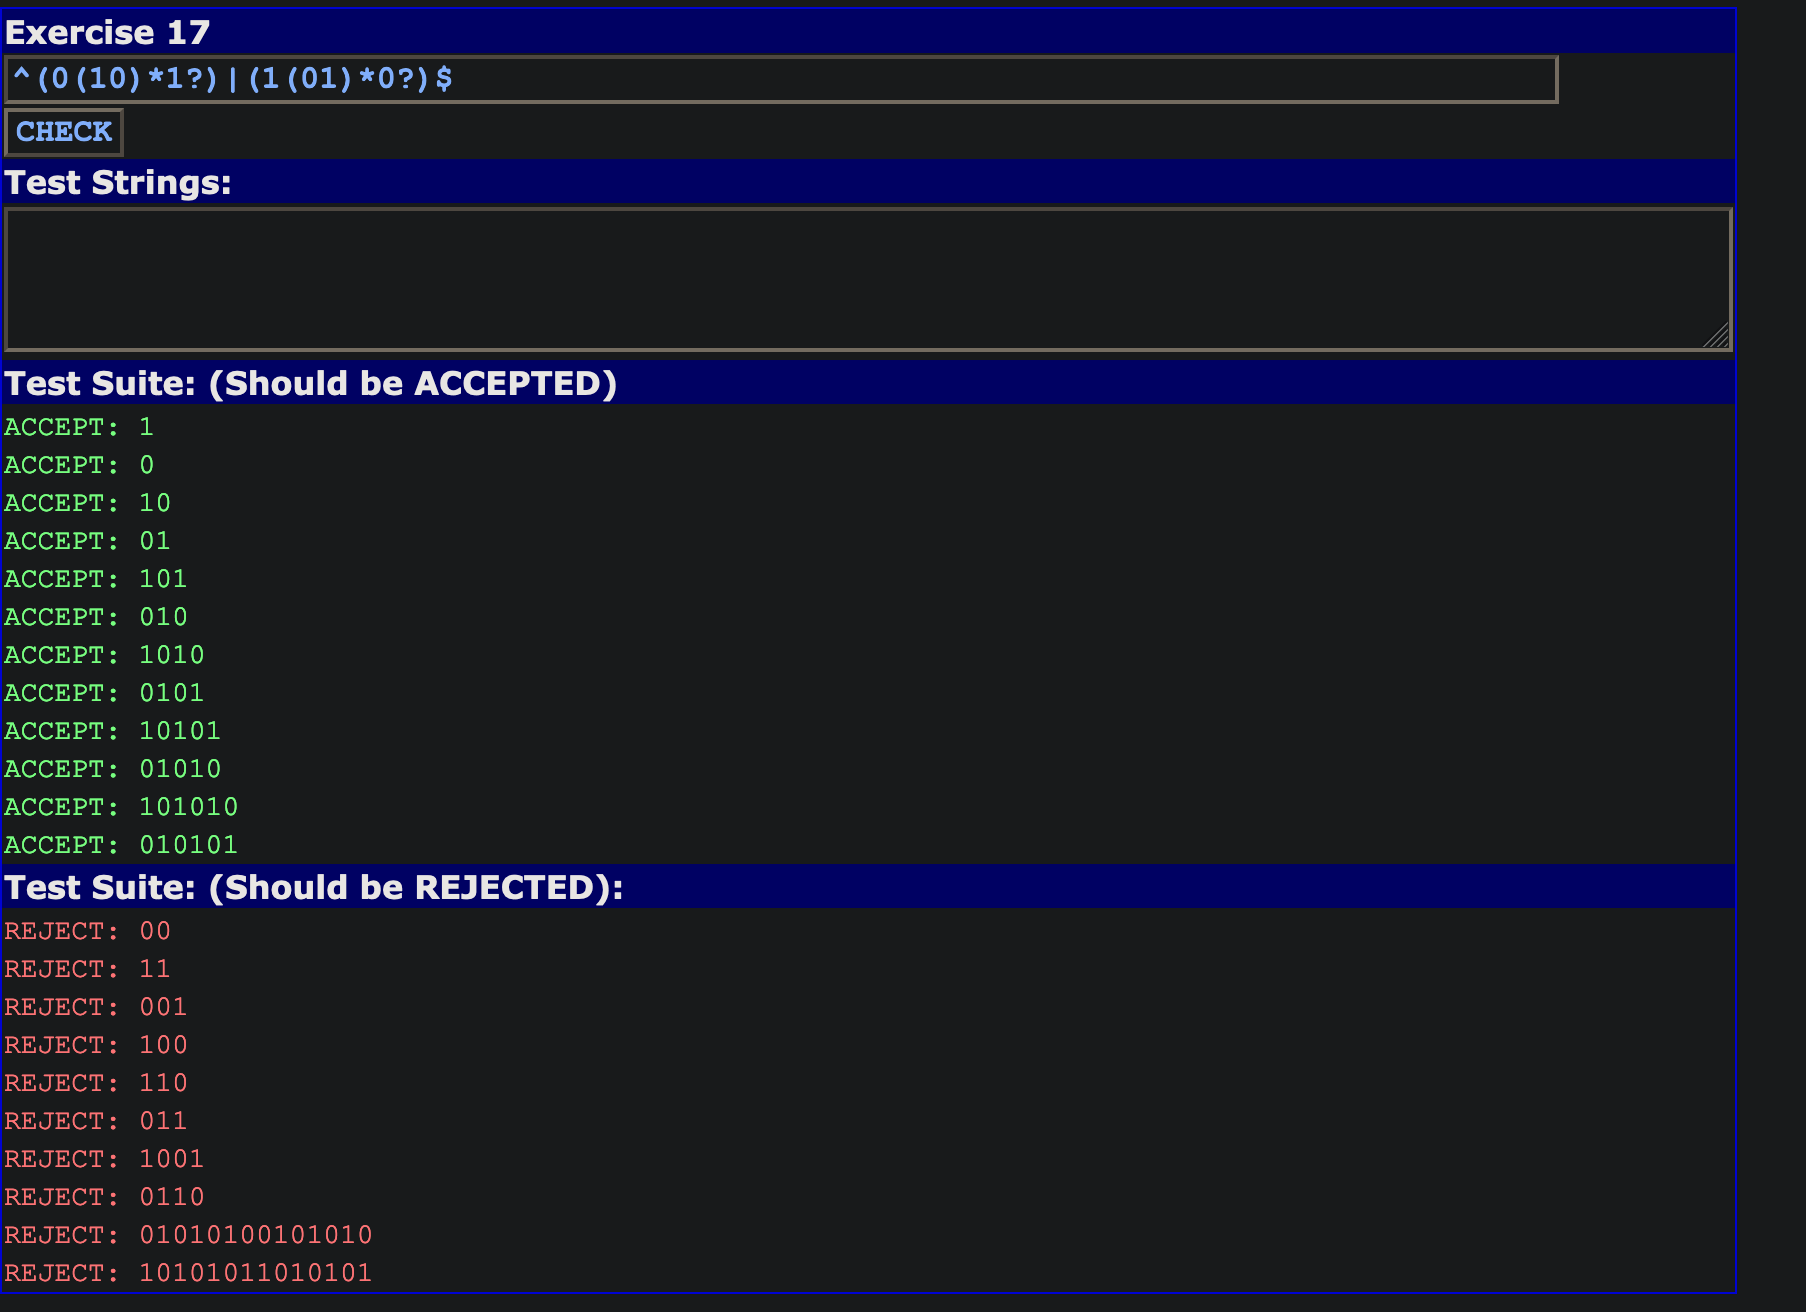 Exercise 17
^(0(10)*1?)|(1(01)*0?)$
CHECK
Test Strings:
Test Suite: (Should be ACCEPTED)
ACCEPT: 1
ACCEPT: 0
ACCEPT: 10
ACCEPT: 01
ACCEPT: 101
ACCEPT: 010
ACCEPT: 1010
ACCEPT: 0101
ACCEPT: 10101
ACCEPT: 01010
ACCEPT: 101010
ACCEPT: 010101
Test Suite: (Should be REJECTED):
REJECT: 00
REJECT: 11
REJECT: 001
REJECT: 100
REJECT: 110
REJECT: 011
REJECT: 1001
REJECT: 0110
REJECT: 01010100101010
REJECT: 10101011010101